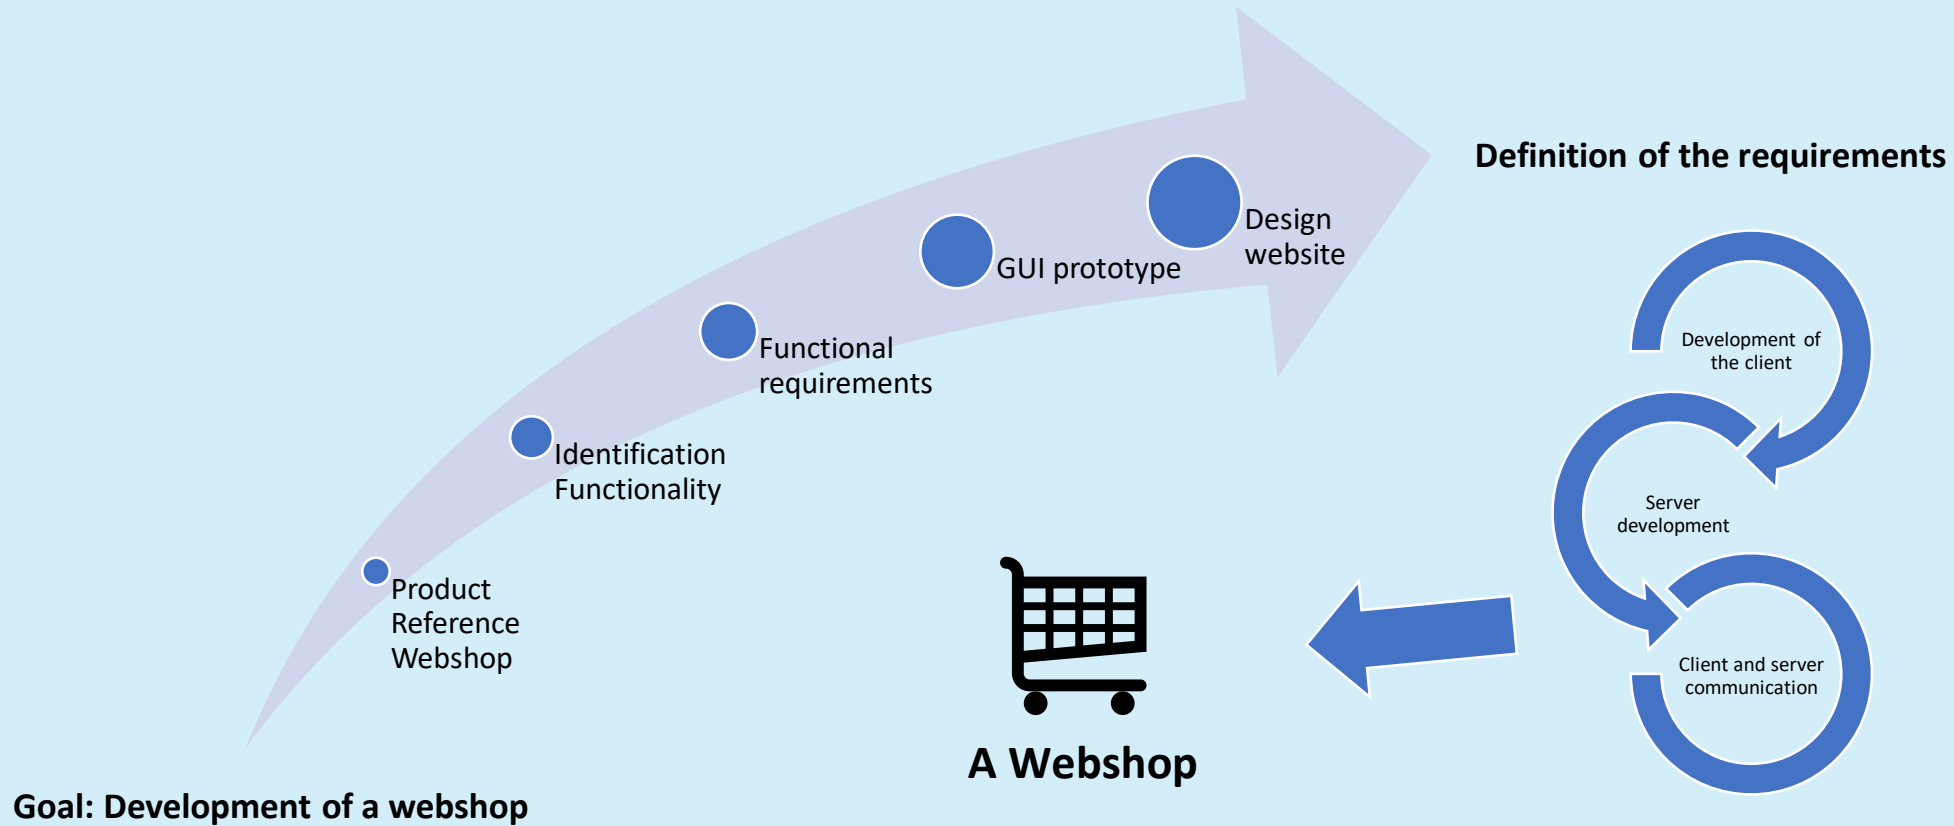 Goal: Development of a webshop
Product
Reference
Webshop
Identification
Functionality
Functional
requirements
GUI prototype
Design
website
Definition of the requirements
Development of
the client
Server
development
Client and server
communication
A Webshop